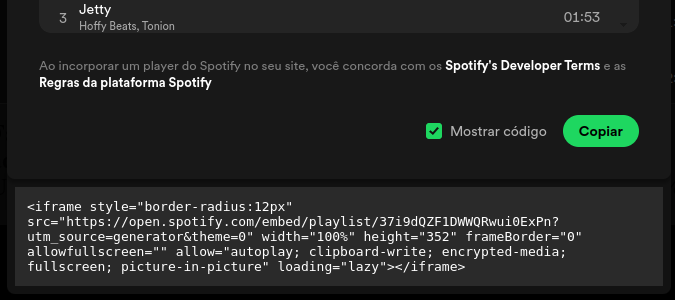 3
Jetty
Hoffy Beats, Tonion
01:53
Ao incorporar um player do Spotify no seu site, você concorda com os Spotify's Developer Terms e as
Regras da plataforma Spotify
Mostrar código
Copiar
<iframe style="border-radius:12px"
src="https://open.spotify.com/embed/playlist/37i9dQZF1DWWQRwui0ExPn?
utm_source=generator&theme=0" width="100%" height="352" frameBorder="0"
allowfullscreen="" allow="autoplay; clipboard-write; encrypted-media;
fullscreen; picture-in-picture" loading="lazy"></iframe>